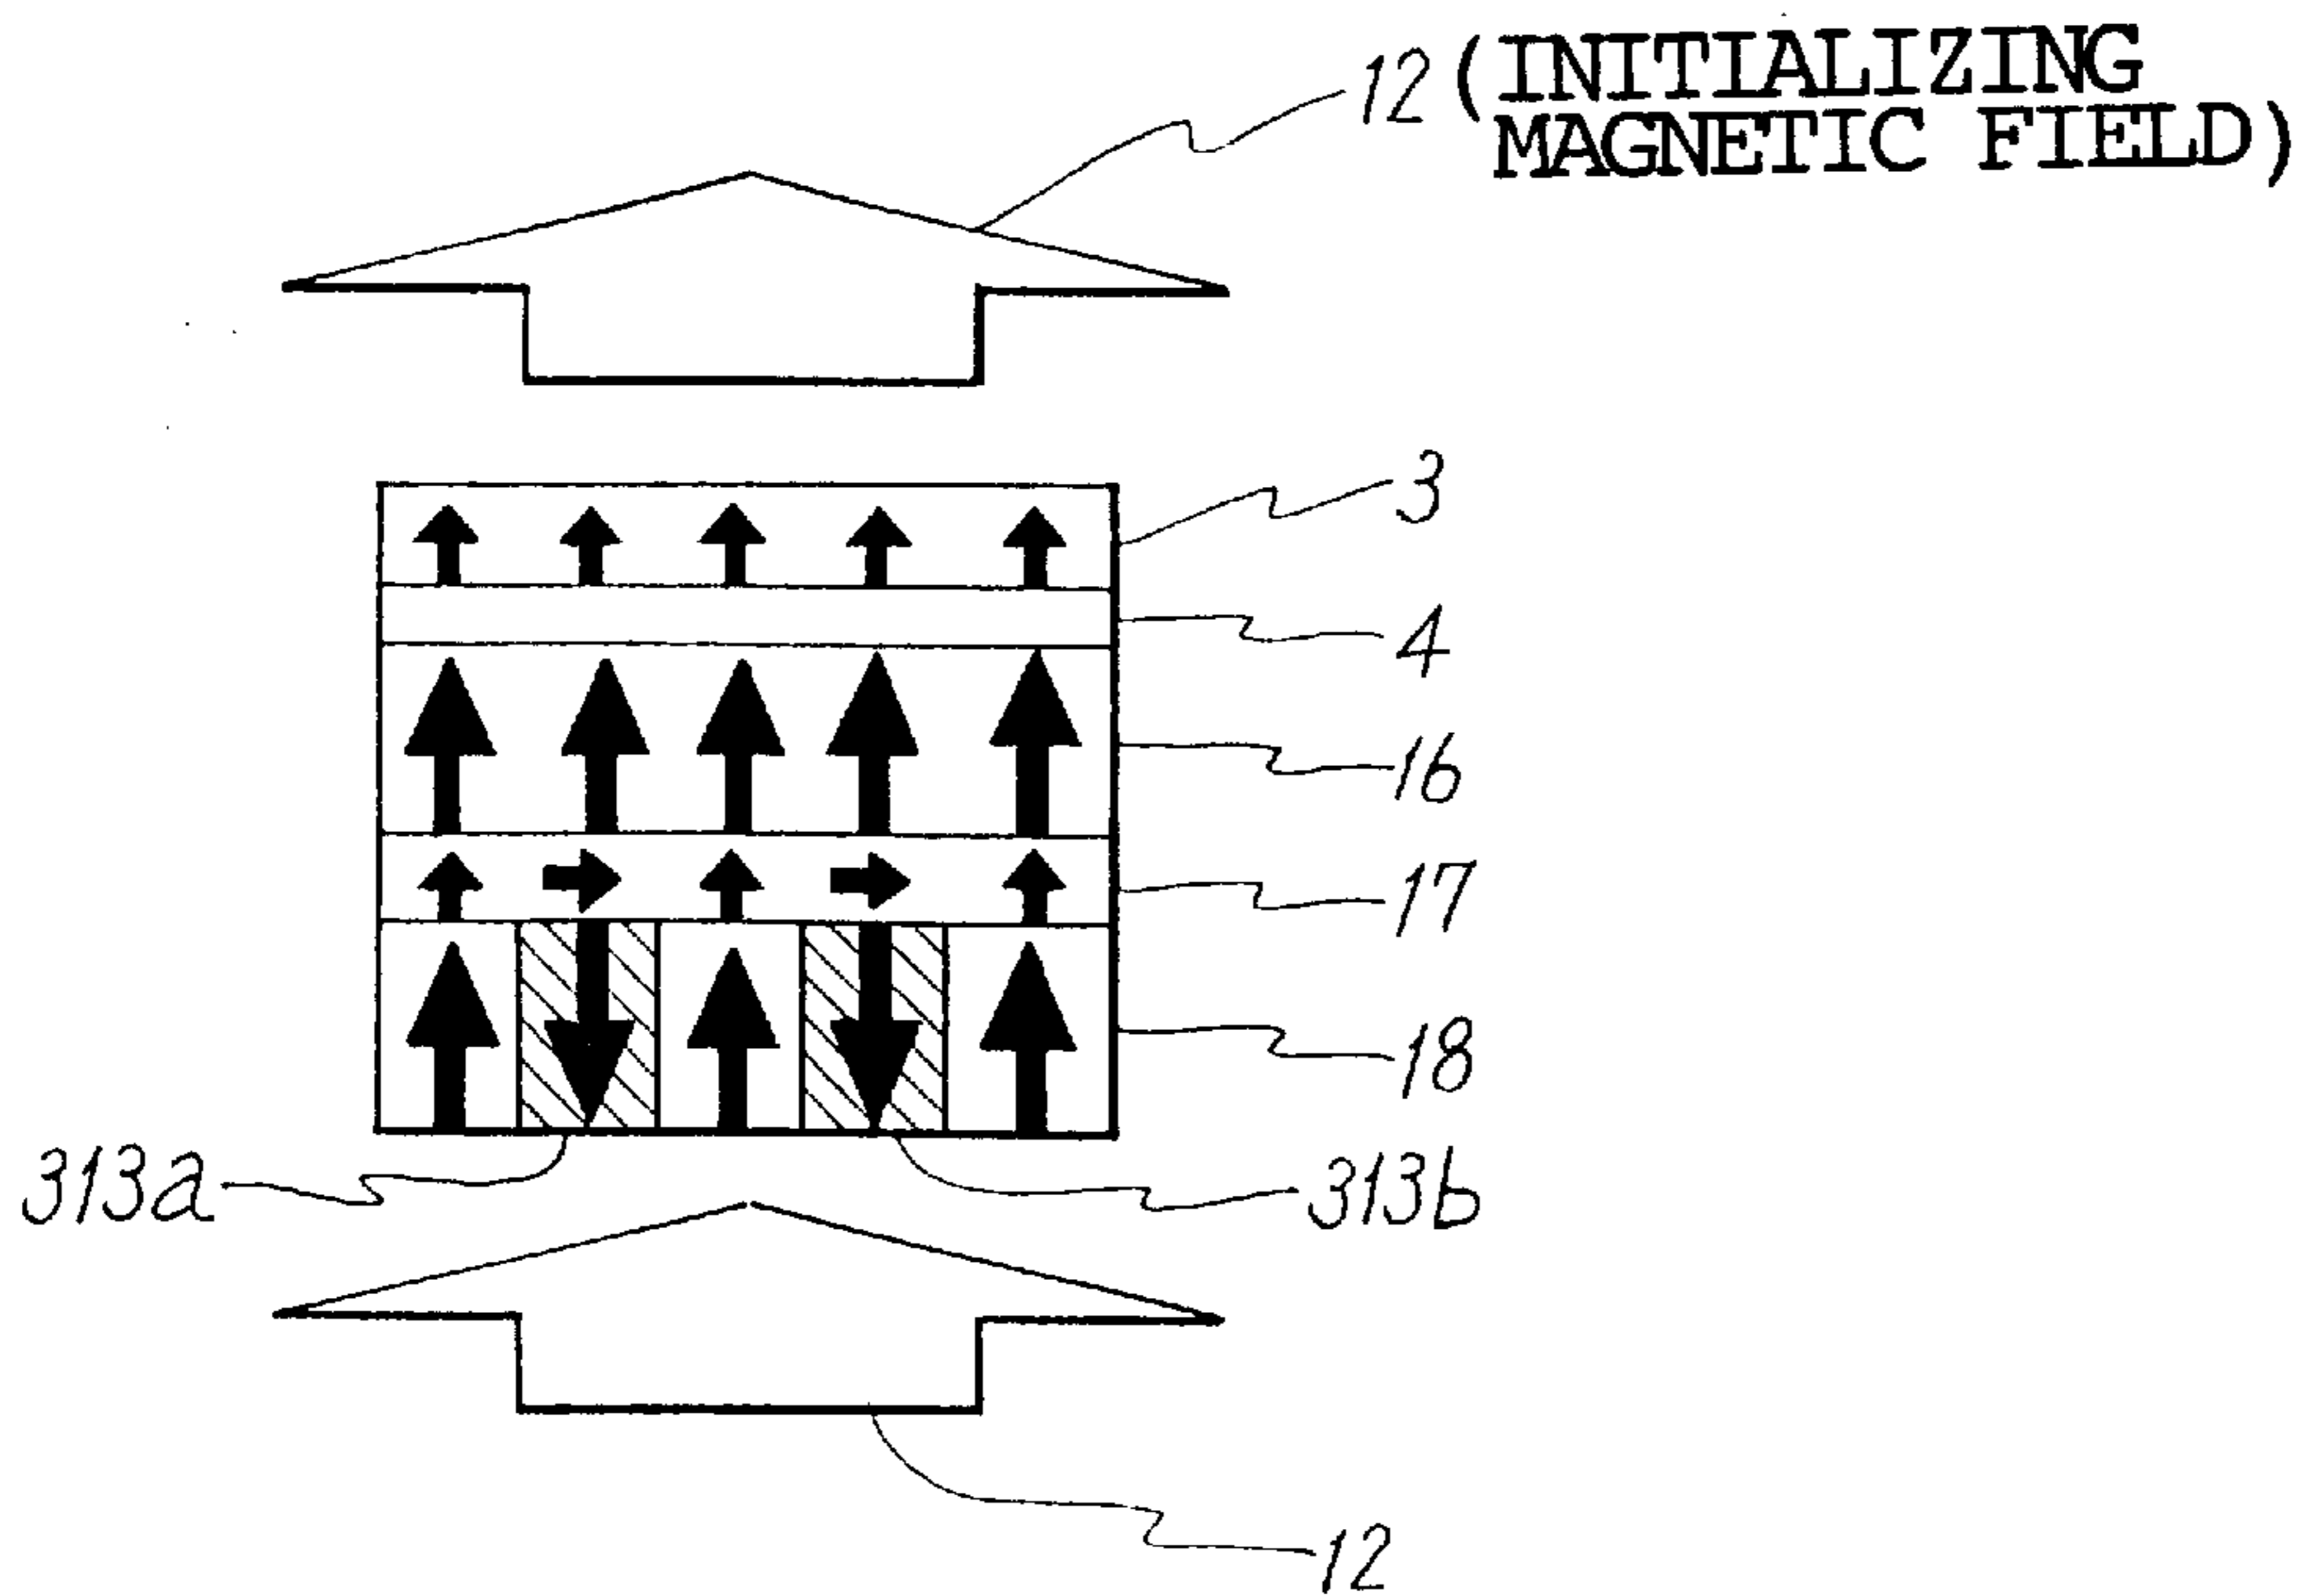 12 (INITIALIZING
MAGNETIC FIELD)
3
4
16
17
18
313a
313b
12